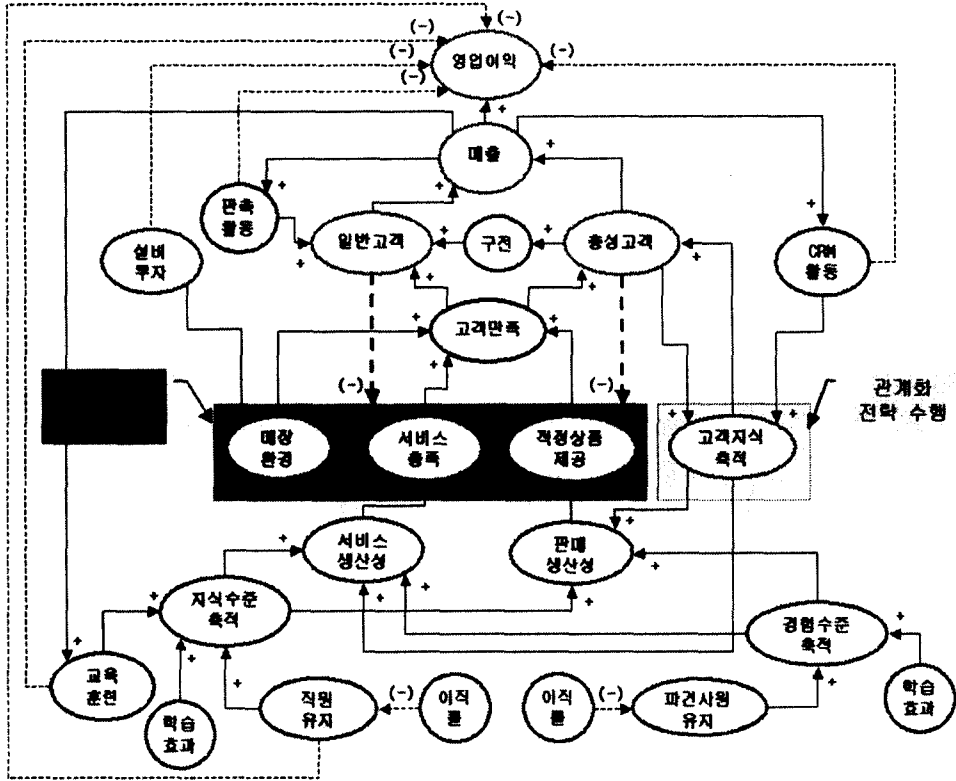 (-)
(-)
(-)
(-)
(-)
영업이익
+
매출
+
+
+
+
판촉
활동
일반고객
+
구전
+
충성고객
설비
투자
CRM
활동
+
+
+
+
+
고객만족
+
+
+
(-)
(-)
관계화
전략 수행
매장
환경
서비스
충족
적정상품
제공
+
+
고객지식
축적
+
서비스
생산성
판매
생산성
+
+
+
+
+
+
지식수준
축적
+
+
경험수준
축적
+
+
교육
훈련
+
+
학습
효과
직원
유지
(-)
이직
률
이직
률
(-)
파견사원
유지
+
학습
효과